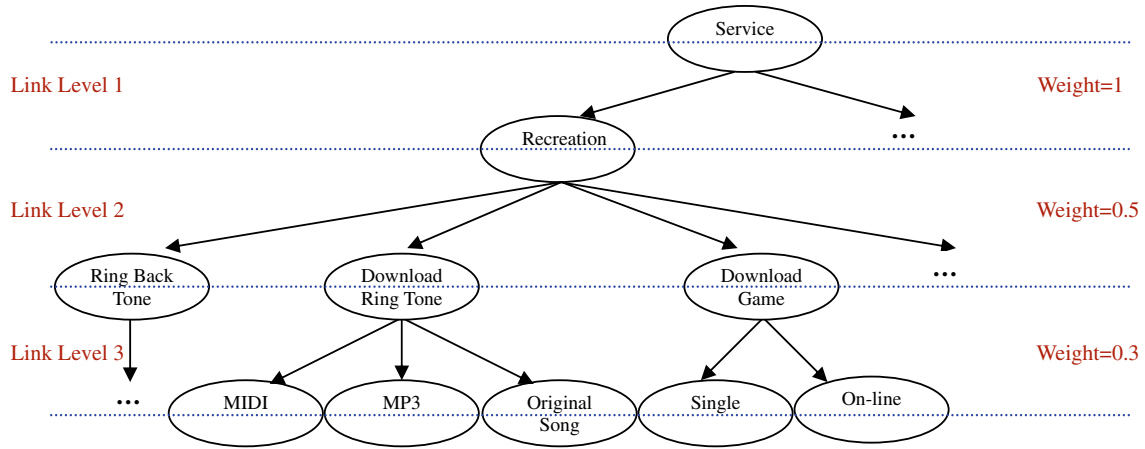 Service
Link Level 1
Weight=1
...
Recreation
Link Level 2
Weight=0.5
...
Ring Back
Tone
Download
Ring Tone
Download
Game
Link Level 3
Weight=0.3
...
MIDI
MP3
Original
Song
Single
On-line